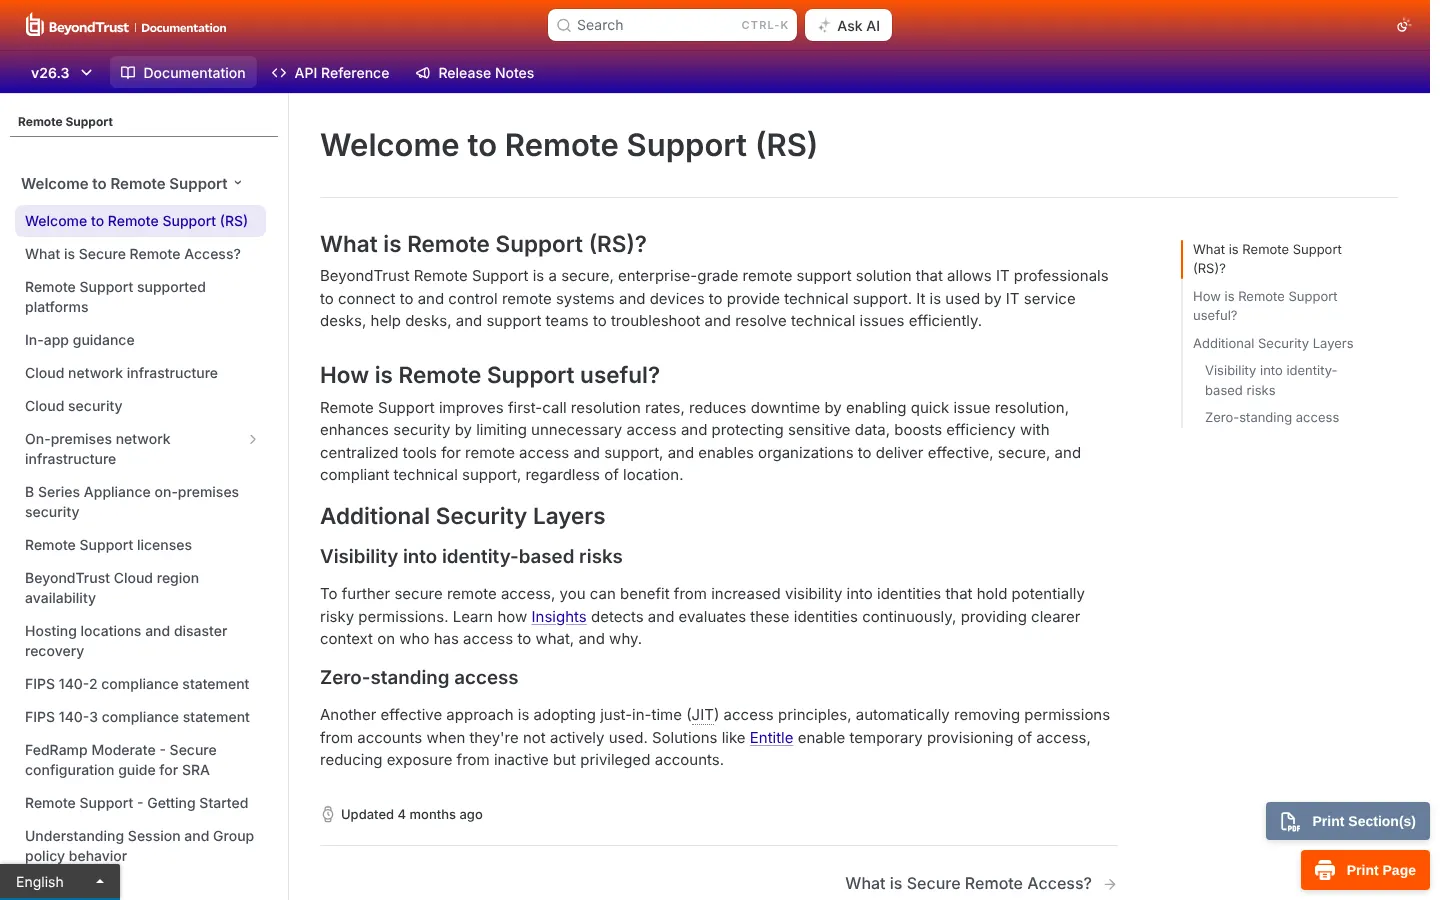 BeyondTrust | Documentation
Search
CTRL-K
Ask AI
v26.3
Documentation
API Reference
Release Notes
Remote Support
Welcome to Remote Support
Welcome to Remote Support (RS)
What is Secure Remote Access?
Remote Support supported
platforms
In-app guidance
Cloud network infrastructure
Cloud security
On-premises network
infrastructure
B Series Appliance on-premises
security
Remote Support licenses
BeyondTrust Cloud region
availability
Hosting locations and disaster
recovery
FIPS 140-2 compliance statement
FIPS 140-3 compliance statement
FedRamp Moderate - Secure
configuration guide for SRA
Remote Support - Getting Started
Understanding Session and Group
policy behavior
English
Welcome to Remote Support (RS)
What is Remote Support (RS)?
BeyondTrust Remote Support is a secure, enterprise-grade remote support solution that allows IT professionals
to connect to and control remote systems and devices to provide technical support. It is used by IT service
desks, help desks, and support teams to troubleshoot and resolve technical issues efficiently.
How is Remote Support useful?
Remote Support improves first-call resolution rates, reduces downtime by enabling quick issue resolution,
enhances security by limiting unnecessary access and protecting sensitive data, boosts efficiency with
centralized tools for remote access and support, and enables organizations to deliver effective, secure, and
compliant technical support, regardless of location.
Additional Security Layers
Visibility into identity-based risks
To further secure remote access, you can benefit from increased visibility into identities that hold potentially
risky permissions. Learn how Insights detects and evaluates these identities continuously, providing clearer
context on who has access to what, and why.
Zero-standing access
Another effective approach is adopting just-in-time (JIT) access principles, automatically removing permissions
from accounts when they're not actively used. Solutions like Entitle enable temporary provisioning of access,
reducing exposure from inactive but privileged accounts.
Updated 4 months ago
What is Secure Remote Access?
What is Remote Support
(RS)?
How is Remote Support
useful?
Additional Security Layers
Visibility into identity-
based risks
Zero-standing access
PDF
Print Section(s)
Print Page